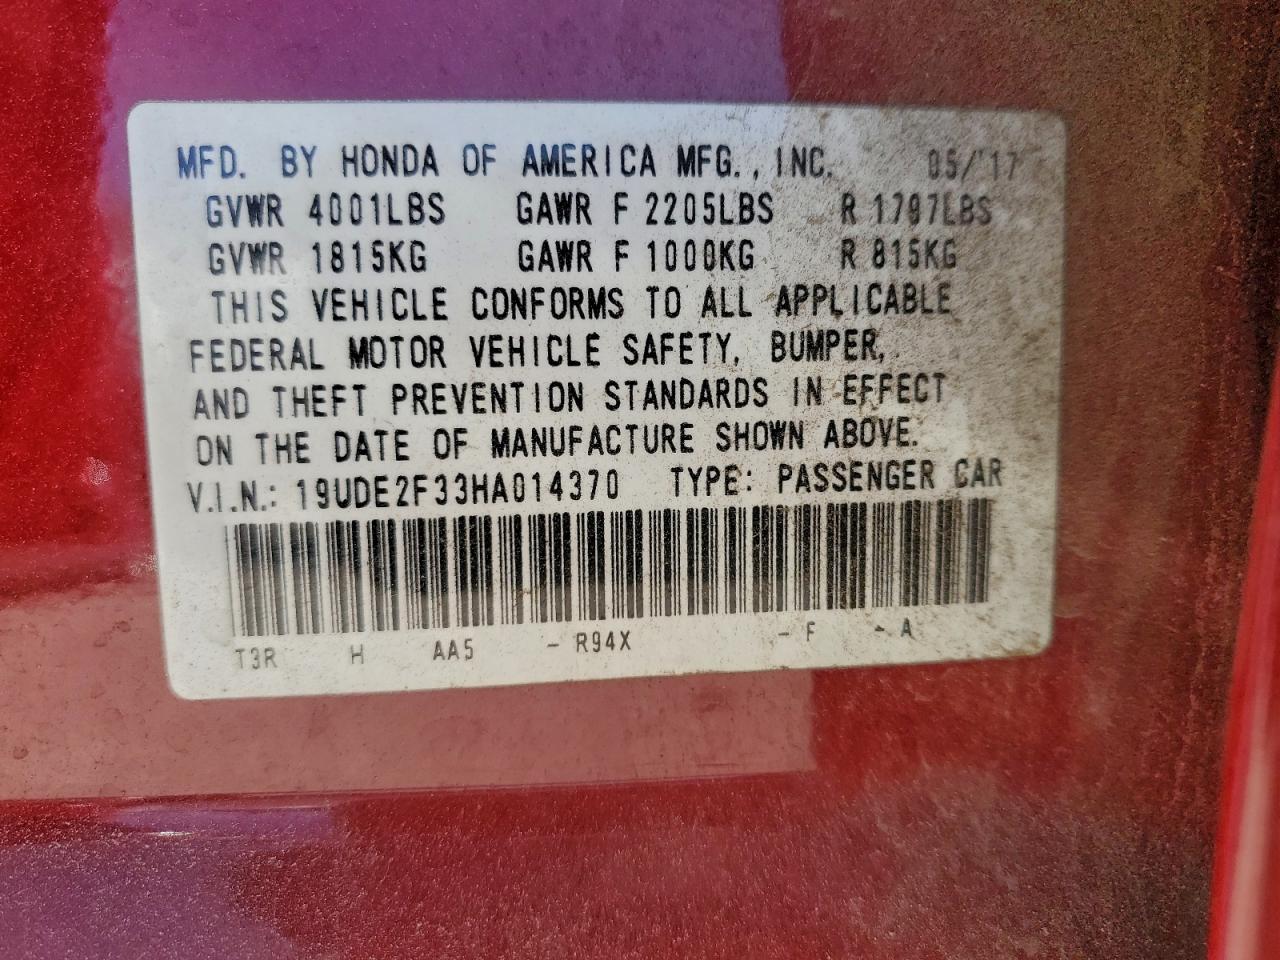 MFD. BY HONDA OF AMERICA MFG., INC. 05/'17
GVWR 4001LBS GAWR F 2205LBS R 1797LBS
GVWR 1815KG GAWR F 1000KG R 815KG
THIS VEHICLE CONFORMS TO ALL APPLICABLE
FEDERAL MOTOR VEHICLE SAFETY, BUMPER,
AND THEFT PREVENTION STANDARDS IN EFFECT
ON THE DATE OF MANUFACTURE SHOWN ABOVE.
V.I.N.: 19UDE2F33HA014370 TYPE: PASSENGER CAR
T3R H AA5 - R94X - F - A